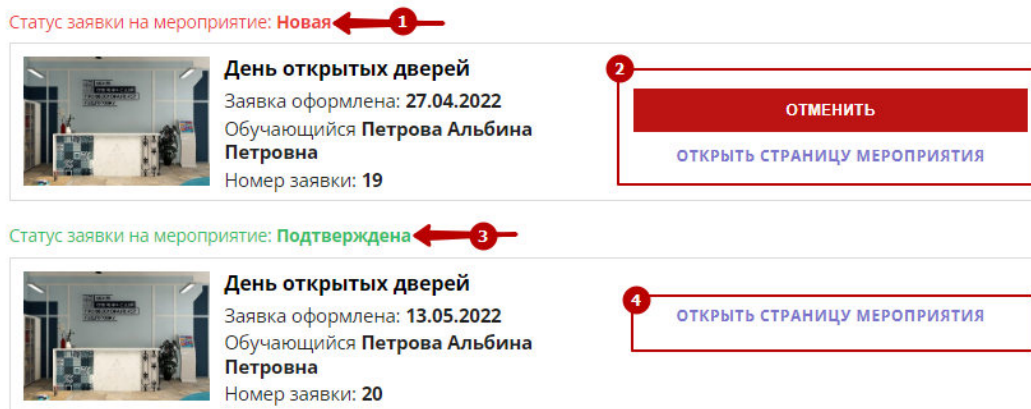 Статус заявки на мероприятие: Новая
1
День открытых дверей
Заявка оформлена: 27.04.2022
Обучающийся Петрова Альбина
Петровна
Номер заявки: 19
2
ОТМЕНИТЬ
ОТКРЫТЬ СТРАНИЦУ МЕРОПРИЯТИЯ
Статус заявки на мероприятие: Подтверждена
3
День открытых дверей
Заявка оформлена: 13.05.2022
Обучающийся Петрова Альбина
Петровна
Номер заявки: 20
4
ОТКРЫТЬ СТРАНИЦУ МЕРОПРИЯТИЯ